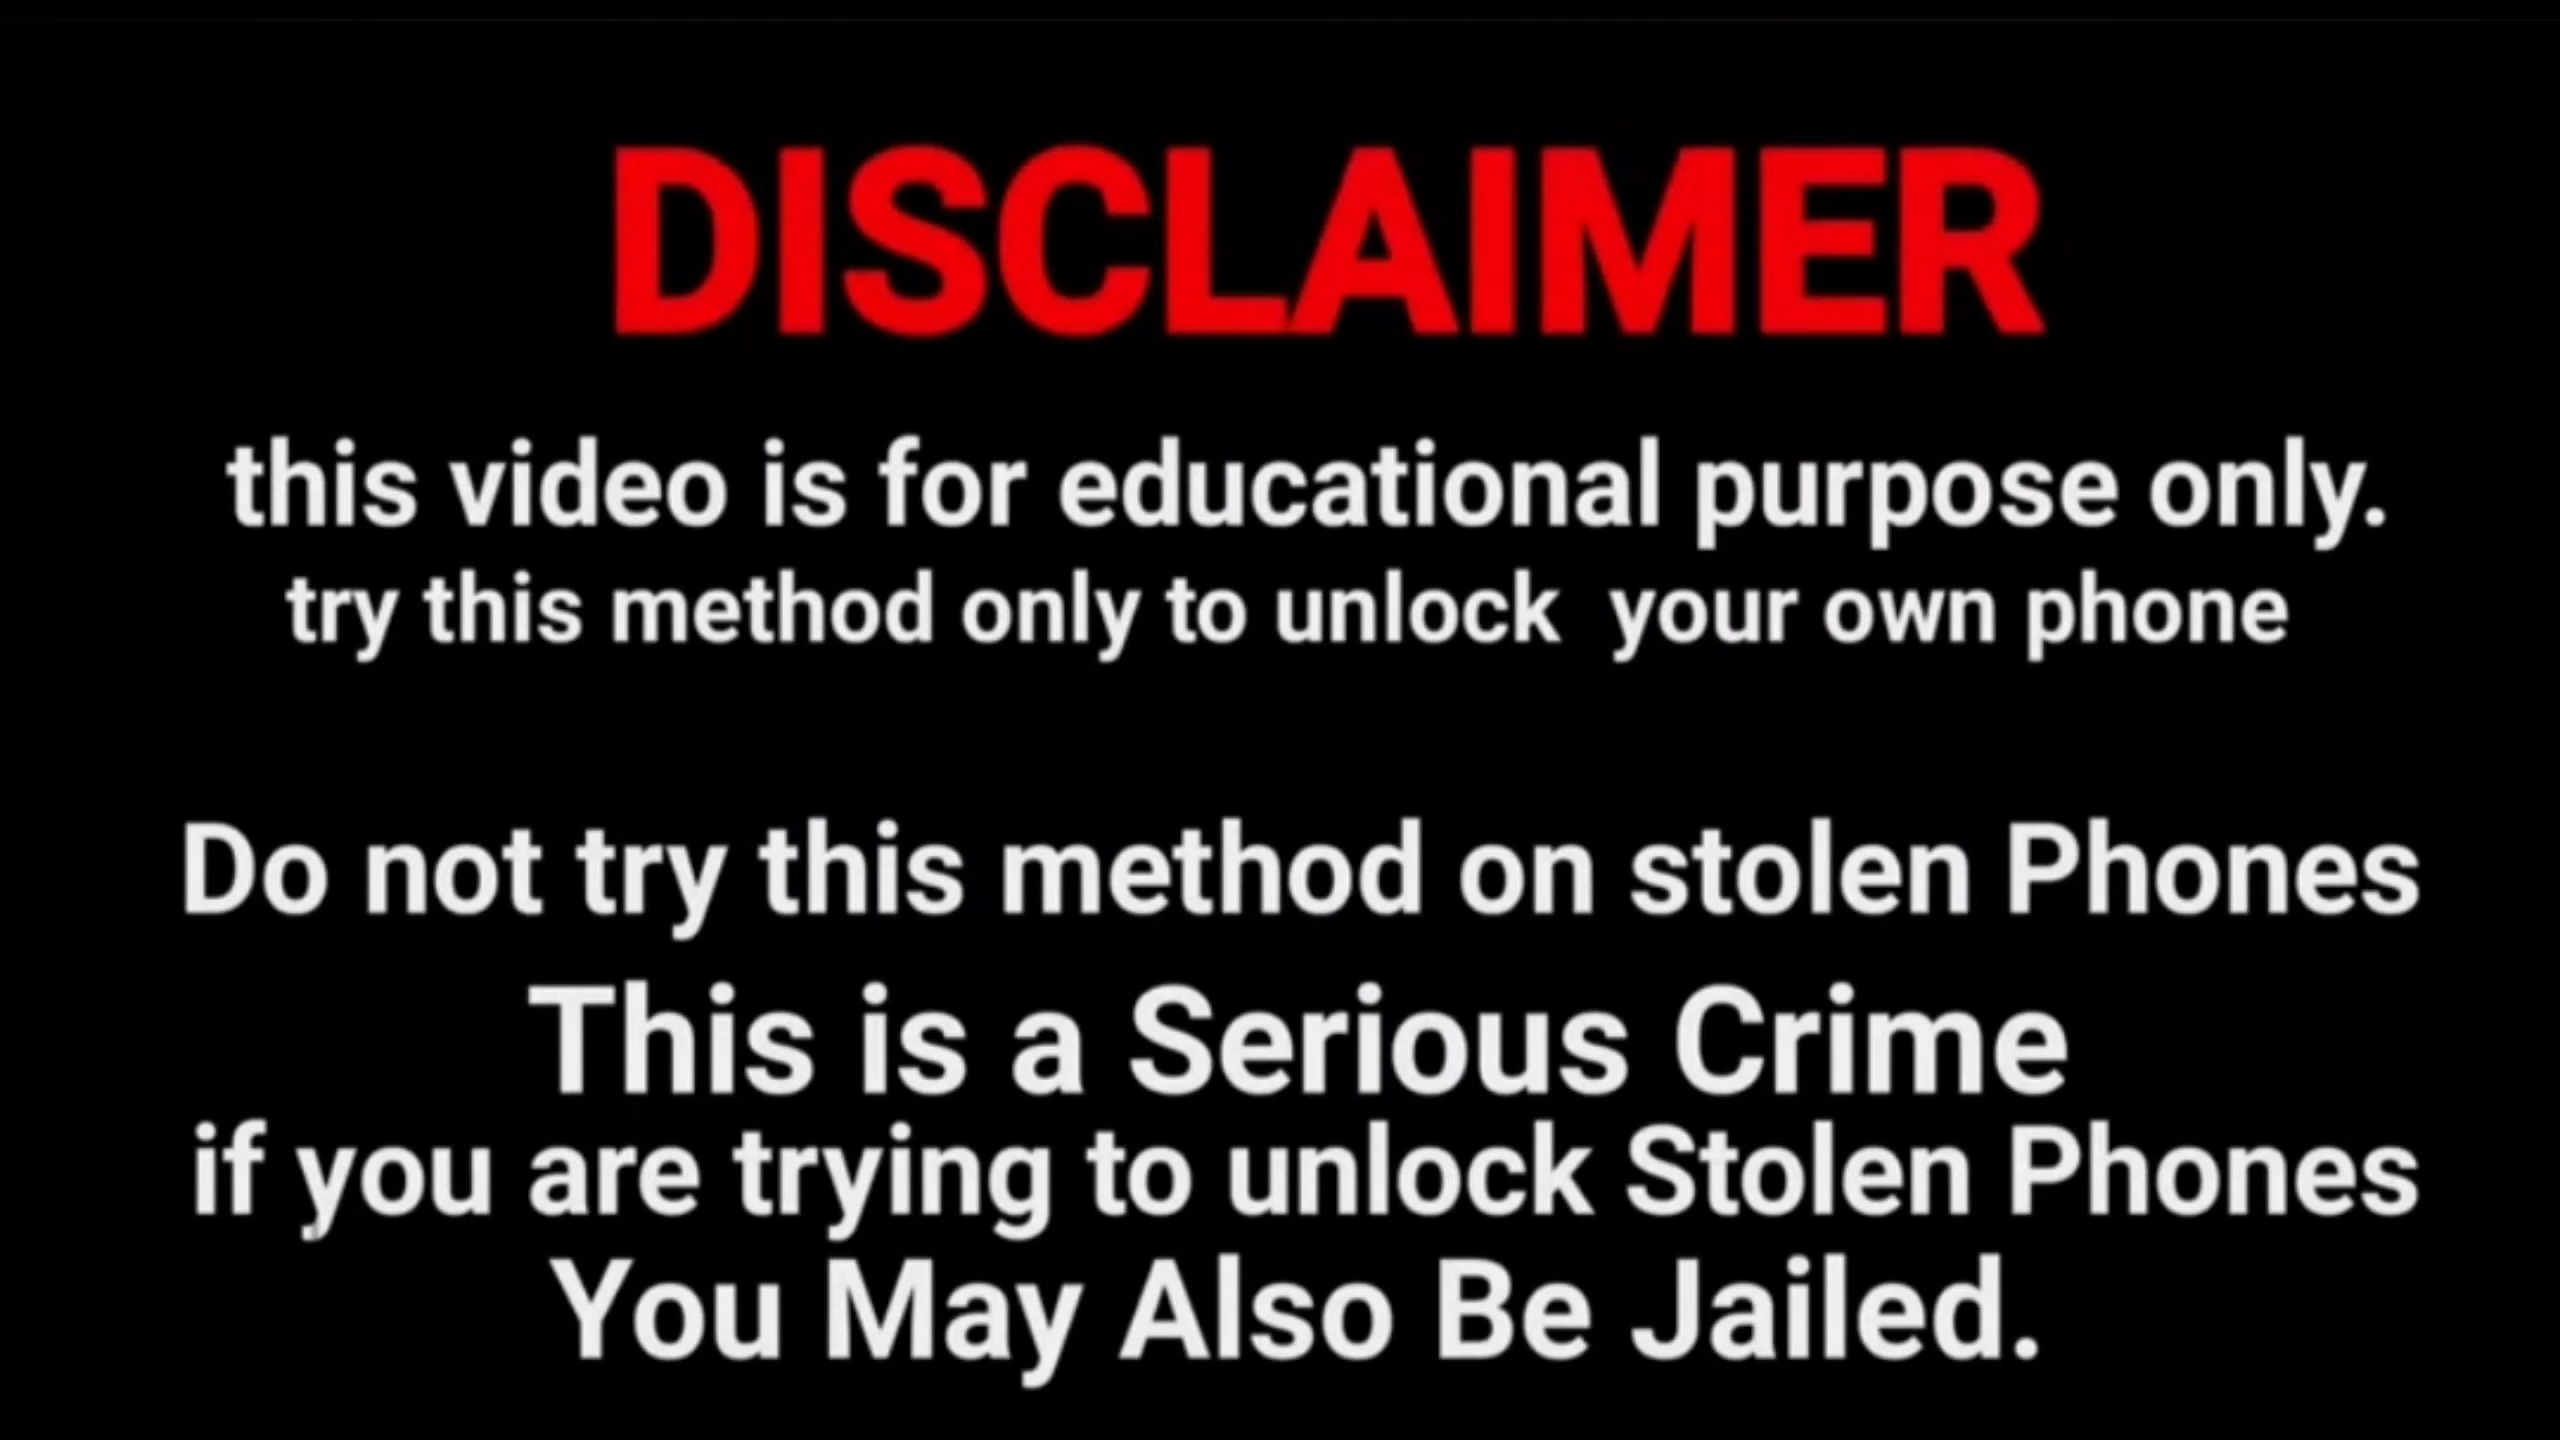 DISCLAIMER
this video is for educational purpose only.
try this method only to unlock  your own phone
Do not try this method on stolen Phones
This is a Serious Crime
if you are trying to unlock Stolen Phones
You May Also Be Jailed.